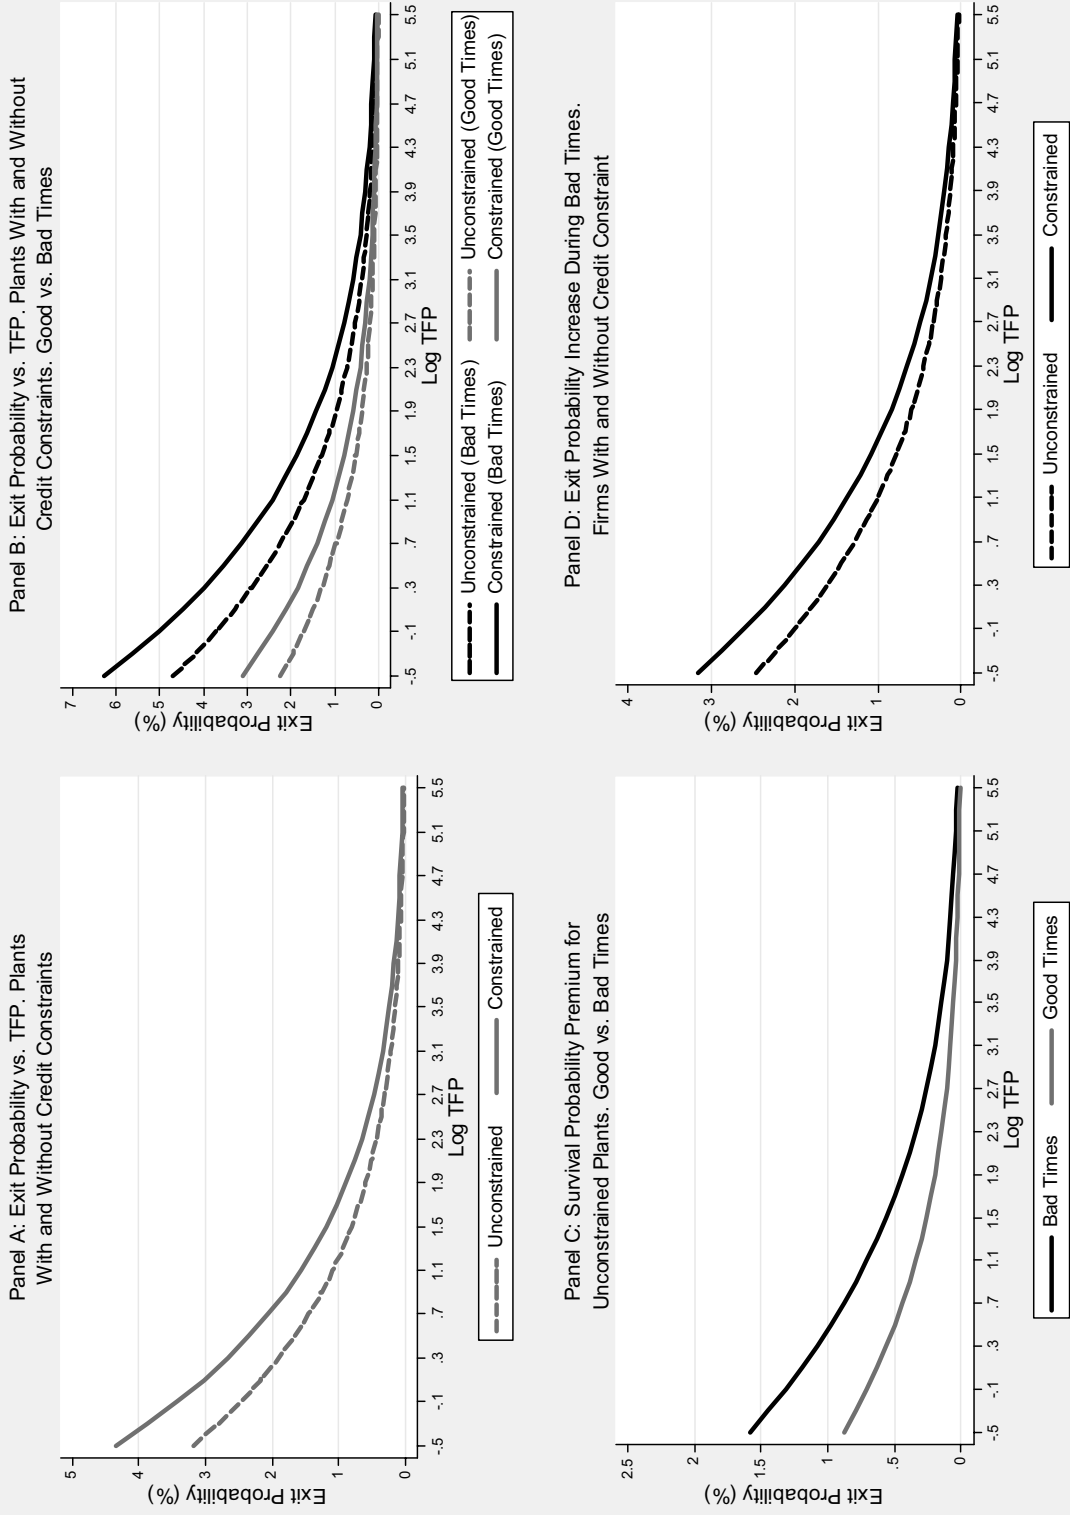 Panel A: Exit Probability vs. TFP. Plants
With and Without Credit Constraints
Exit Probability (%)
5
4
3
2
1
0
-.5 -.1 .3 .7 1.1 1.5 1.9 2.3 2.7 3.1 3.5 3.9 4.3 4.7 5.1 5.5
Log TFP
Unconstrained Constrained
Panel B: Exit Probability vs. TFP. Plants With and Without
Credit Constraints. Good vs. Bad Times
Exit Probability (%)
7
6
5
4
3
2
1
0
-.5 -.1 .3 .7 1.1 1.5 1.9 2.3 2.7 3.1 3.5 3.9 4.3 4.7 5.1 5.5
Log TFP
Unconstrained (Bad Times) Unconstrained (Good Times)
Constrained (Bad Times) Constrained (Good Times)
Panel C: Survival Probability Premium for
Unconstrained Plants. Good vs. Bad Times
Exit Probability (%)
2.5
2
1.5
1
.5
0
-.5 -.1 .3 .7 1.1 1.5 1.9 2.3 2.7 3.1 3.5 3.9 4.3 4.7 5.1 5.5
Log TFP
Bad Times Good Times
Panel D: Exit Probability Increase During Bad Times.
Firms With and Without Credit Constraint
Exit Probability (%)
4
3
2
1
0
-.5 -.1 .3 .7 1.1 1.5 1.9 2.3 2.7 3.1 3.5 3.9 4.3 4.7 5.1 5.5
Log TFP
Unconstrained Constrained